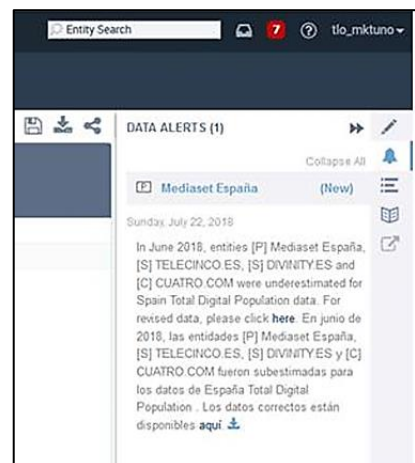 Entity Search
7
tlo_mktuno
DATA ALERTS (1)
Collapse All
[P] Mediaset España (New)
Sunday, July 22, 2018
In June 2018, entities [P] Mediaset España,
[S] TELECINCO.ES, [S] DIVINITY.ES and
[C] CUATRO.COM were underestimated for
Spain Total Digital Population data. For
revised data, please click here. En junio de
2018, las entidades [P] Mediaset España,
[S] TELECINCO.ES, [S] DIVINITY.ES y [C]
CUATRO.COM fueron subestimadas para
los datos de España Total Digital
Population . Los datos correctos están
disponibles aquí